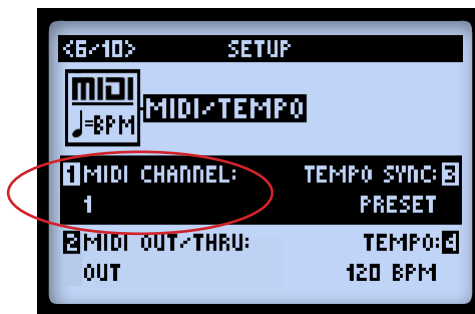 <6/10> SETUP
MIDI
♩=BPM
MIDI/TEMPO
1 MIDI CHANNEL: TEMPO SYNC: 3
1 PRESET
2 MIDI OUT/THRU: TEMPO: 4
OUT 120 BPM